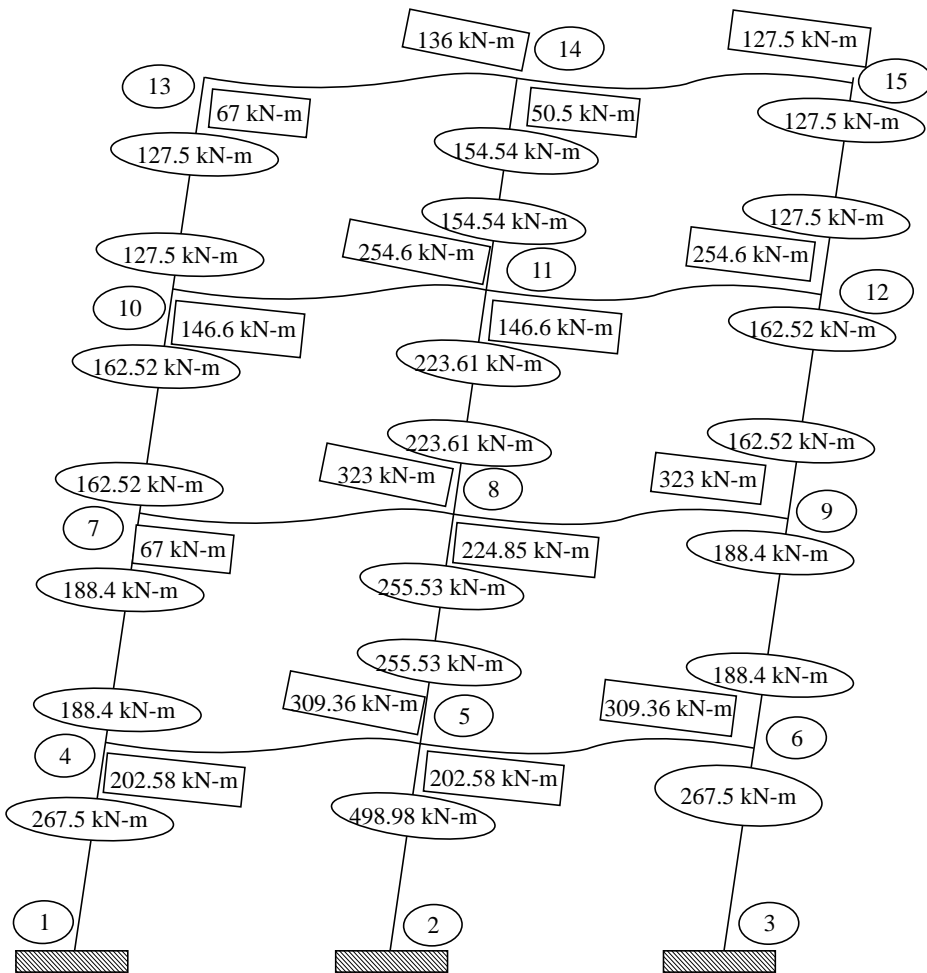 136 kN-m
14
127.5 kN-m
13
15
67 kN-m
50.5 kN-m
127.5 kN-m
127.5 kN-m
154.54 kN-m
154.54 kN-m
127.5 kN-m
127.5 kN-m
254.6 kN-m
254.6 kN-m
11
10
12
146.6 kN-m
146.6 kN-m
162.52 kN-m
162.52 kN-m
223.61 kN-m
223.61 kN-m
162.52 kN-m
162.52 kN-m
323 kN-m
323 kN-m
8
7
9
67 kN-m
224.85 kN-m
188.4 kN-m
188.4 kN-m
255.53 kN-m
255.53 kN-m
188.4 kN-m
188.4 kN-m
309.36 kN-m
309.36 kN-m
5
4
6
202.58 kN-m
202.58 kN-m
267.5 kN-m
267.5 kN-m
498.98 kN-m
1
2
3